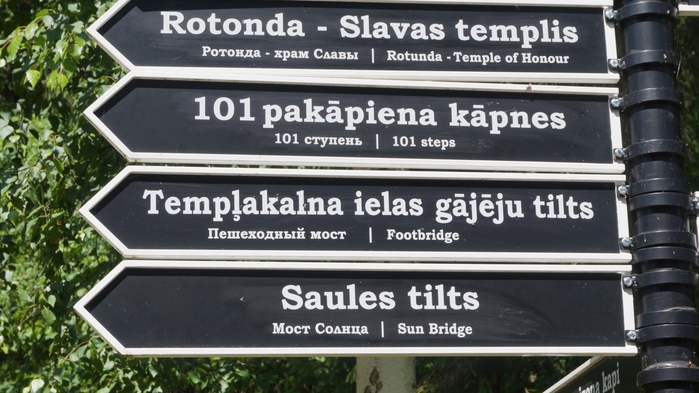 Rotonda - Slavas templis
Ротонда - храм Славы | Rotunda - Temple of Honour
101 pakāpiena kāpnes
101 ступень | 101 steps
Tempļakalna ielas gājēju tilts
Пешеходный мост | Footbridge
Saules tilts
Мост Солнца | Sun Bridge
kapi